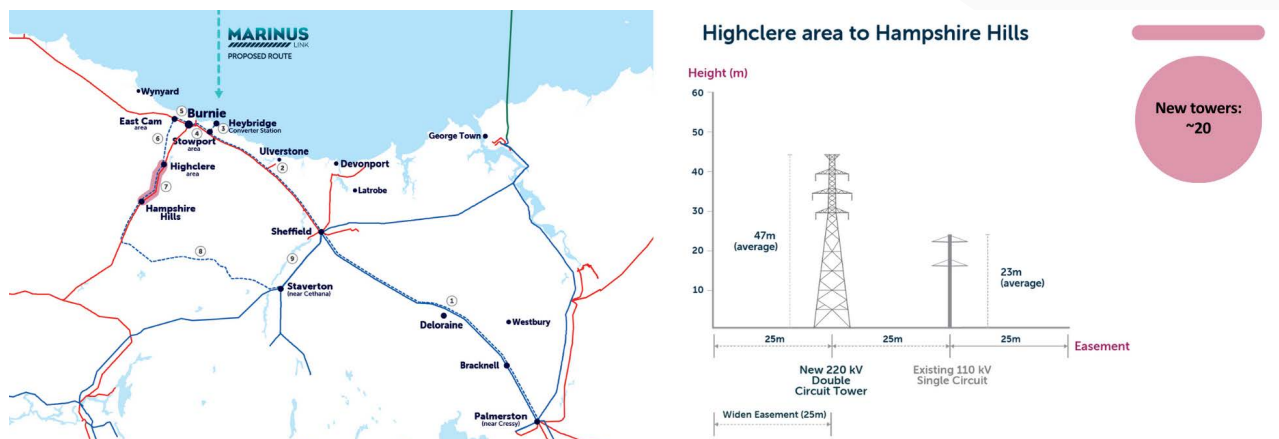 MARINUS
LINK
PROPOSED ROUTE
Wynyard
5
Burnie
East Cam
area
3
Heybridge
Converter Station
4
Stowport
area
6
George Town
Ulverstone
2
Highclere
area
Devonport
7
Latrobe
Hampshire
Hills
Sheffield
8
9
Staverton
(near Cethana)
1
Deloraine
Westbury
Bracknell
Palmerston
(near Cressy)
Highclere area to Hampshire Hills
Height (m)
60
50
40
30
20
10
47m
(average)
23m
(average)
25m
25m
25m
Easement
New 220 kV
Double
Circuit Tower
Existing 110 kV
Single Circuit
Widen Easement (25m)
New towers:
~20